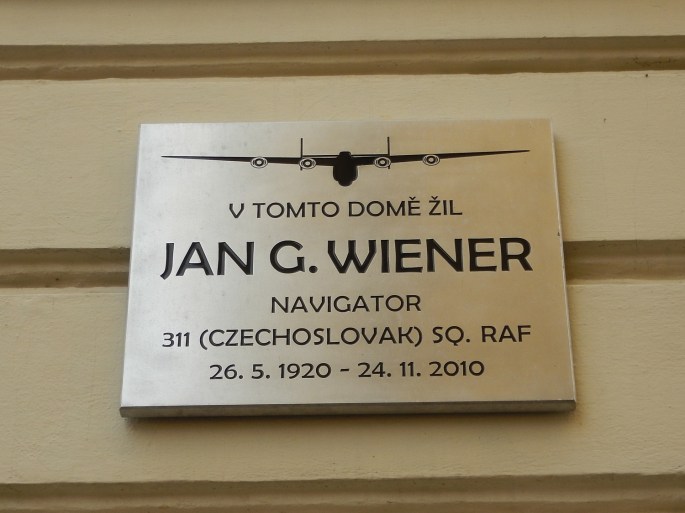 V TOMTO DOMĚ ŽIL
JAN G. WIENER
NAVIGATOR
311 (CZECHOSLOVAK) SQ. RAF
26. 5. 1920 - 24. 11. 2010